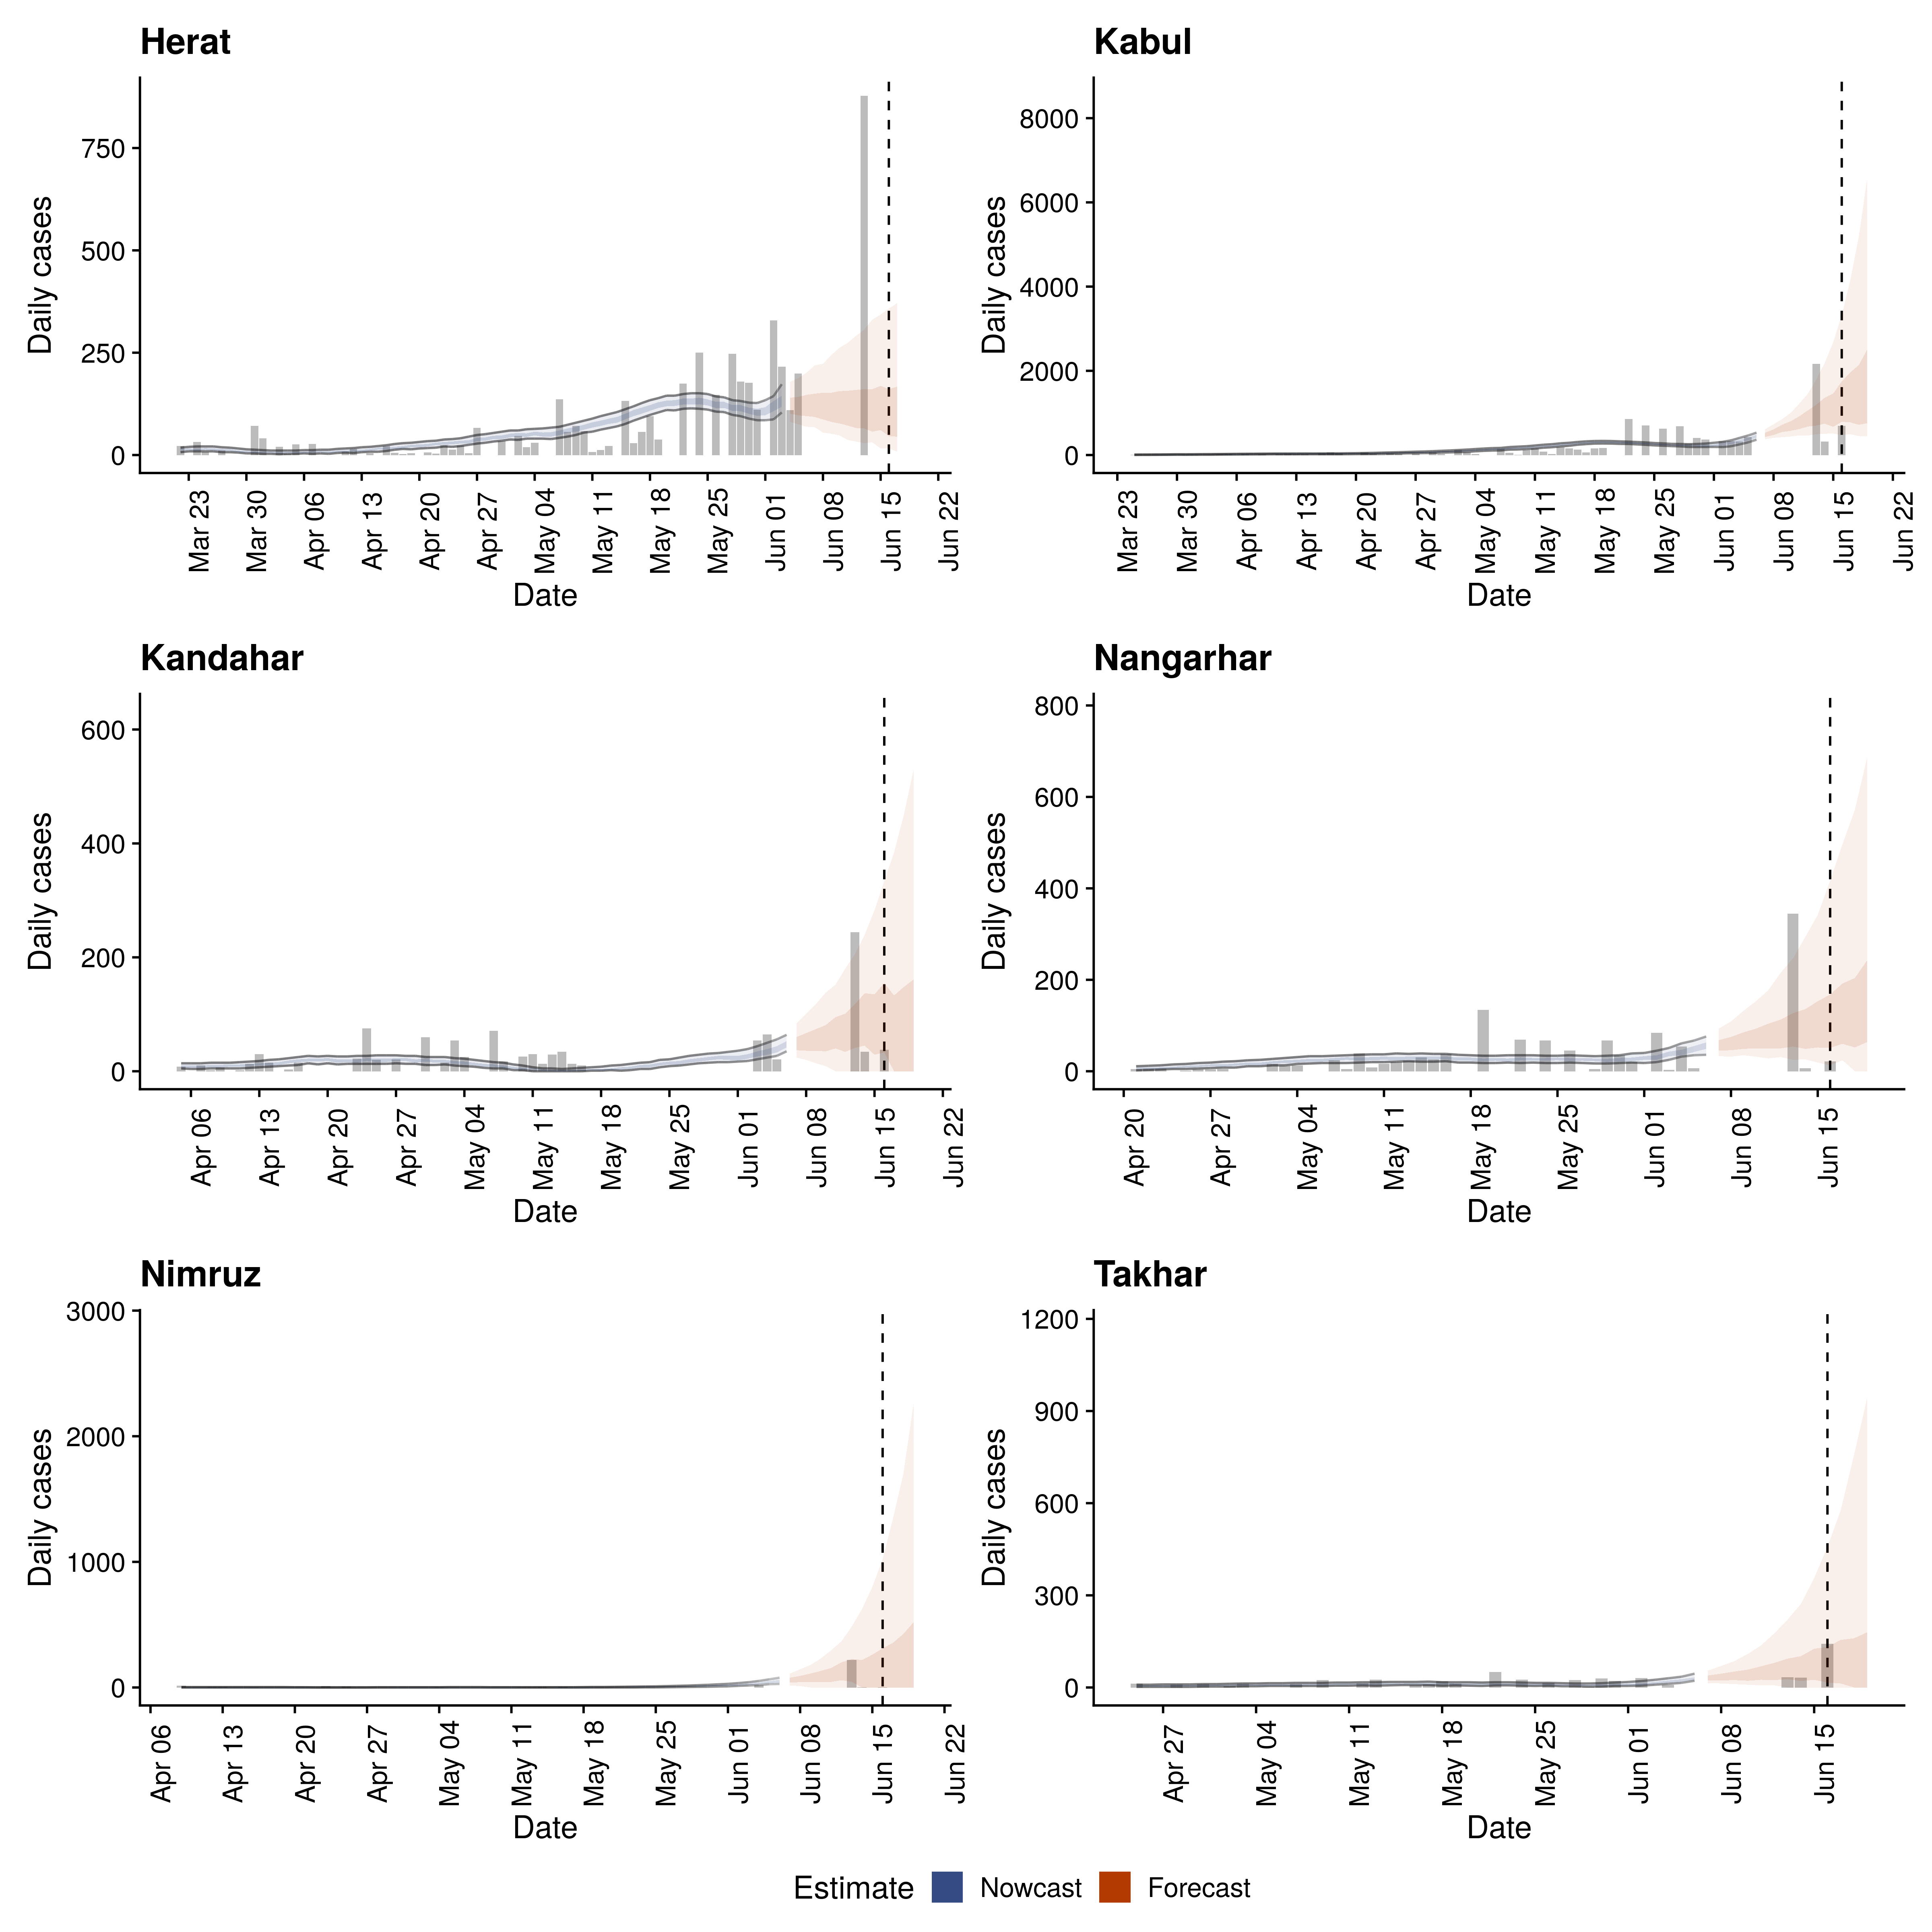 Herat
Daily cases
750
500
250
0
Mar 23
Mar 30
Apr 06
Apr 13
Apr 20
Apr 27
May 04
May 11
May 18
May 25
Jun 01
Jun 08
Jun 15
Jun 22
Date
Kabul
Daily cases
8000
6000
4000
2000
0
Mar 23
Mar 30
Apr 06
Apr 13
Apr 20
Apr 27
May 04
May 11
May 18
May 25
Jun 01
Jun 08
Jun 15
Jun 22
Date
Kandahar
Daily cases
600
400
200
0
Apr 06
Apr 13
Apr 20
Apr 27
May 04
May 11
May 18
May 25
Jun 01
Jun 08
Jun 15
Jun 22
Date
Nangarhar
Daily cases
800
600
400
200
0
Apr 20
Apr 27
May 04
May 11
May 18
May 25
Jun 01
Jun 08
Jun 15
Date
Nimruz
Daily cases
3000
2000
1000
0
Apr 06
Apr 13
Apr 20
Apr 27
May 04
May 11
May 18
May 25
Jun 01
Jun 08
Jun 15
Jun 22
Date
Takhar
Daily cases
1200
900
600
300
0
Apr 27
May 04
May 11
May 18
May 25
Jun 01
Jun 08
Jun 15
Date
Estimate Nowcast Forecast